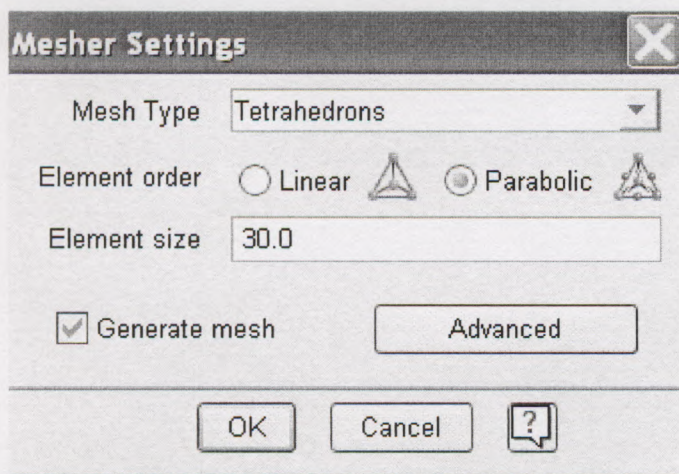 Mesher Settings
Mesh Type Tetrahedrons
Element order Linear Parabolic
Element size 30.0
Generate mesh Advanced
OK Cancel ?